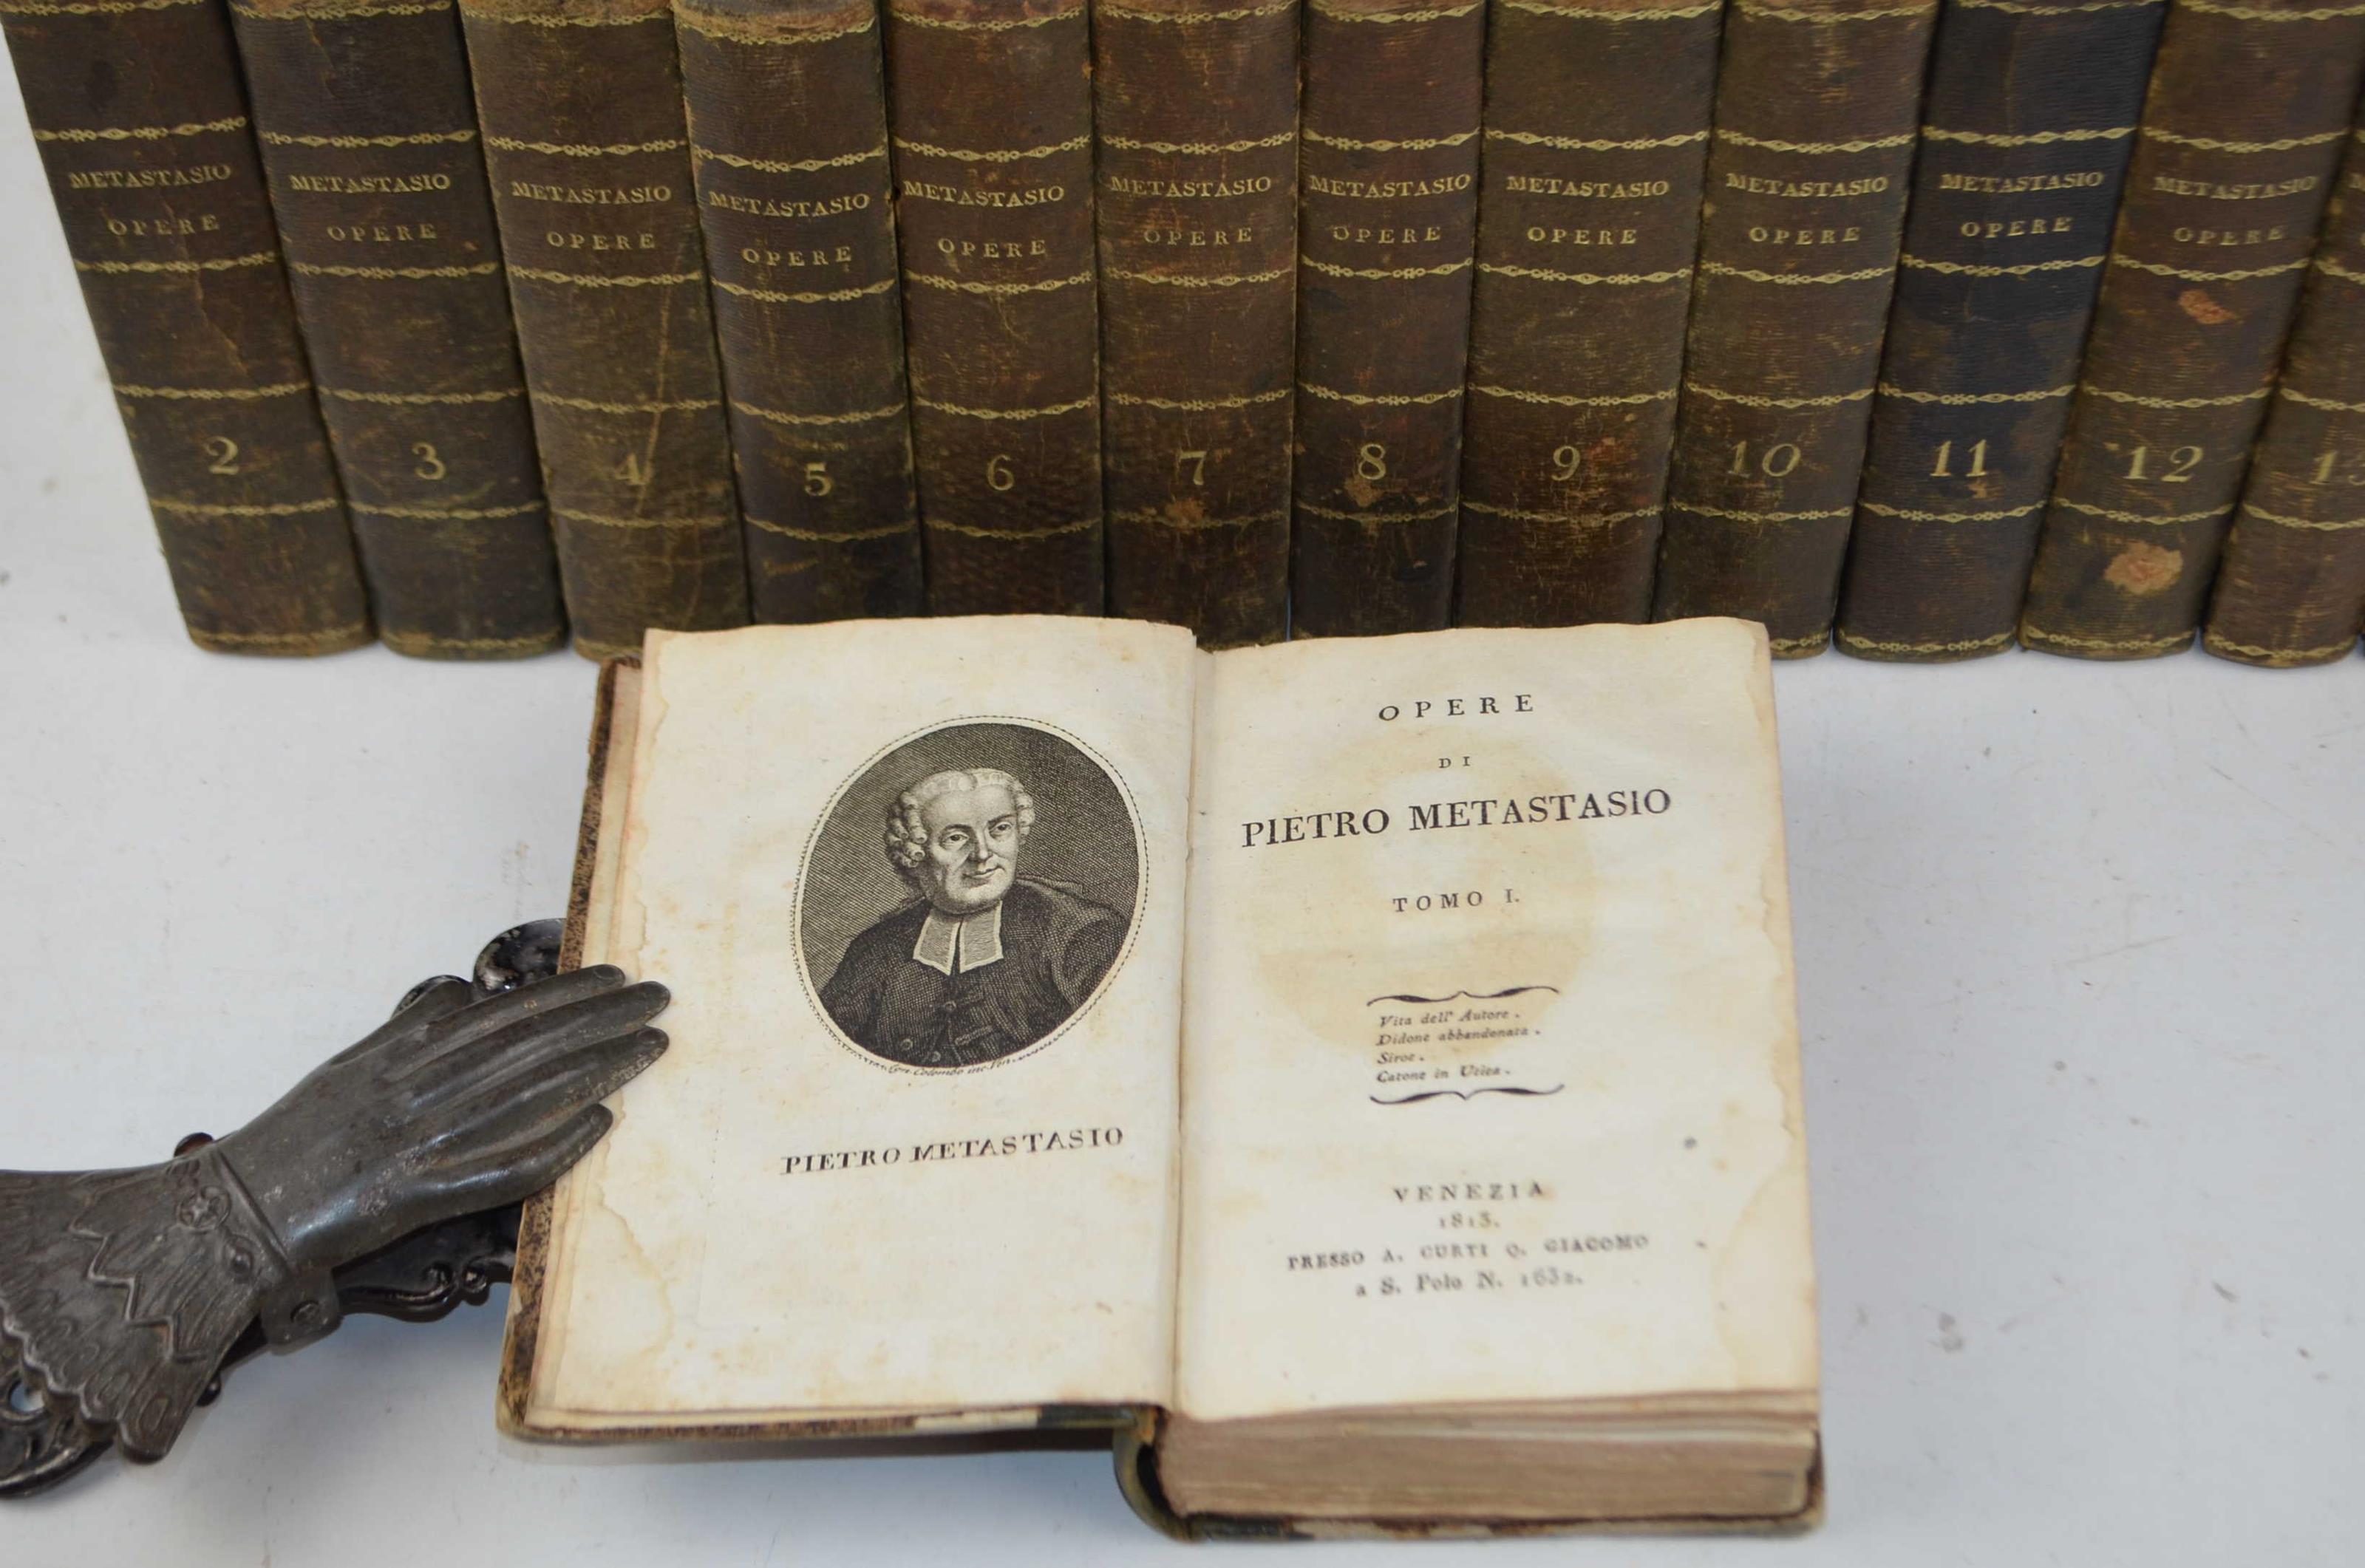 METASTASIO
OPERE
2
METASTASIO
OPERE
3
METASTASIO
OPERE
4
METASTASIO
OPERE
5
METASTASIO
OPERE
6
METASTASIO
OPERE
7
METASTASIO
OPERE
8
METASTASIO
OPERE
9
METASTASIO
OPERE
10
METASTASIO
OPERE
11
METASTASIO
OPERE
12
PIETRO METASTASIO
OPERE
DI
PIETRO METASTASIO
TOMO I.
Vita dell' Autore.
Didone abbandonata.
Siroe.
Catone in Utica.
VENEZIA
1813.
PRESSO A. CURTI Q. GIACOMO
a S. Polo N. 1632.